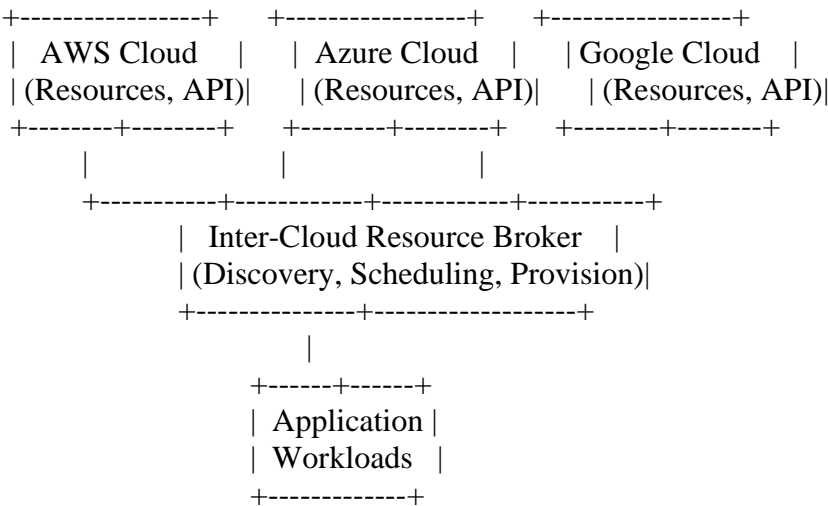 +-----------------+ +-----------------+ +-----------------+
| AWS Cloud | | Azure Cloud | | Google Cloud |
| (Resources, API)| | (Resources, API)| | (Resources, API)|
+--------+--------+ +--------+--------+ +--------+--------+
| | |
+-----------+------------+------------+-----------+
| Inter-Cloud Resource Broker |
| (Discovery, Scheduling, Provision)|
+---------------+-------------------+
|
+------+------+
| Application |
| Workloads |
+-------------+